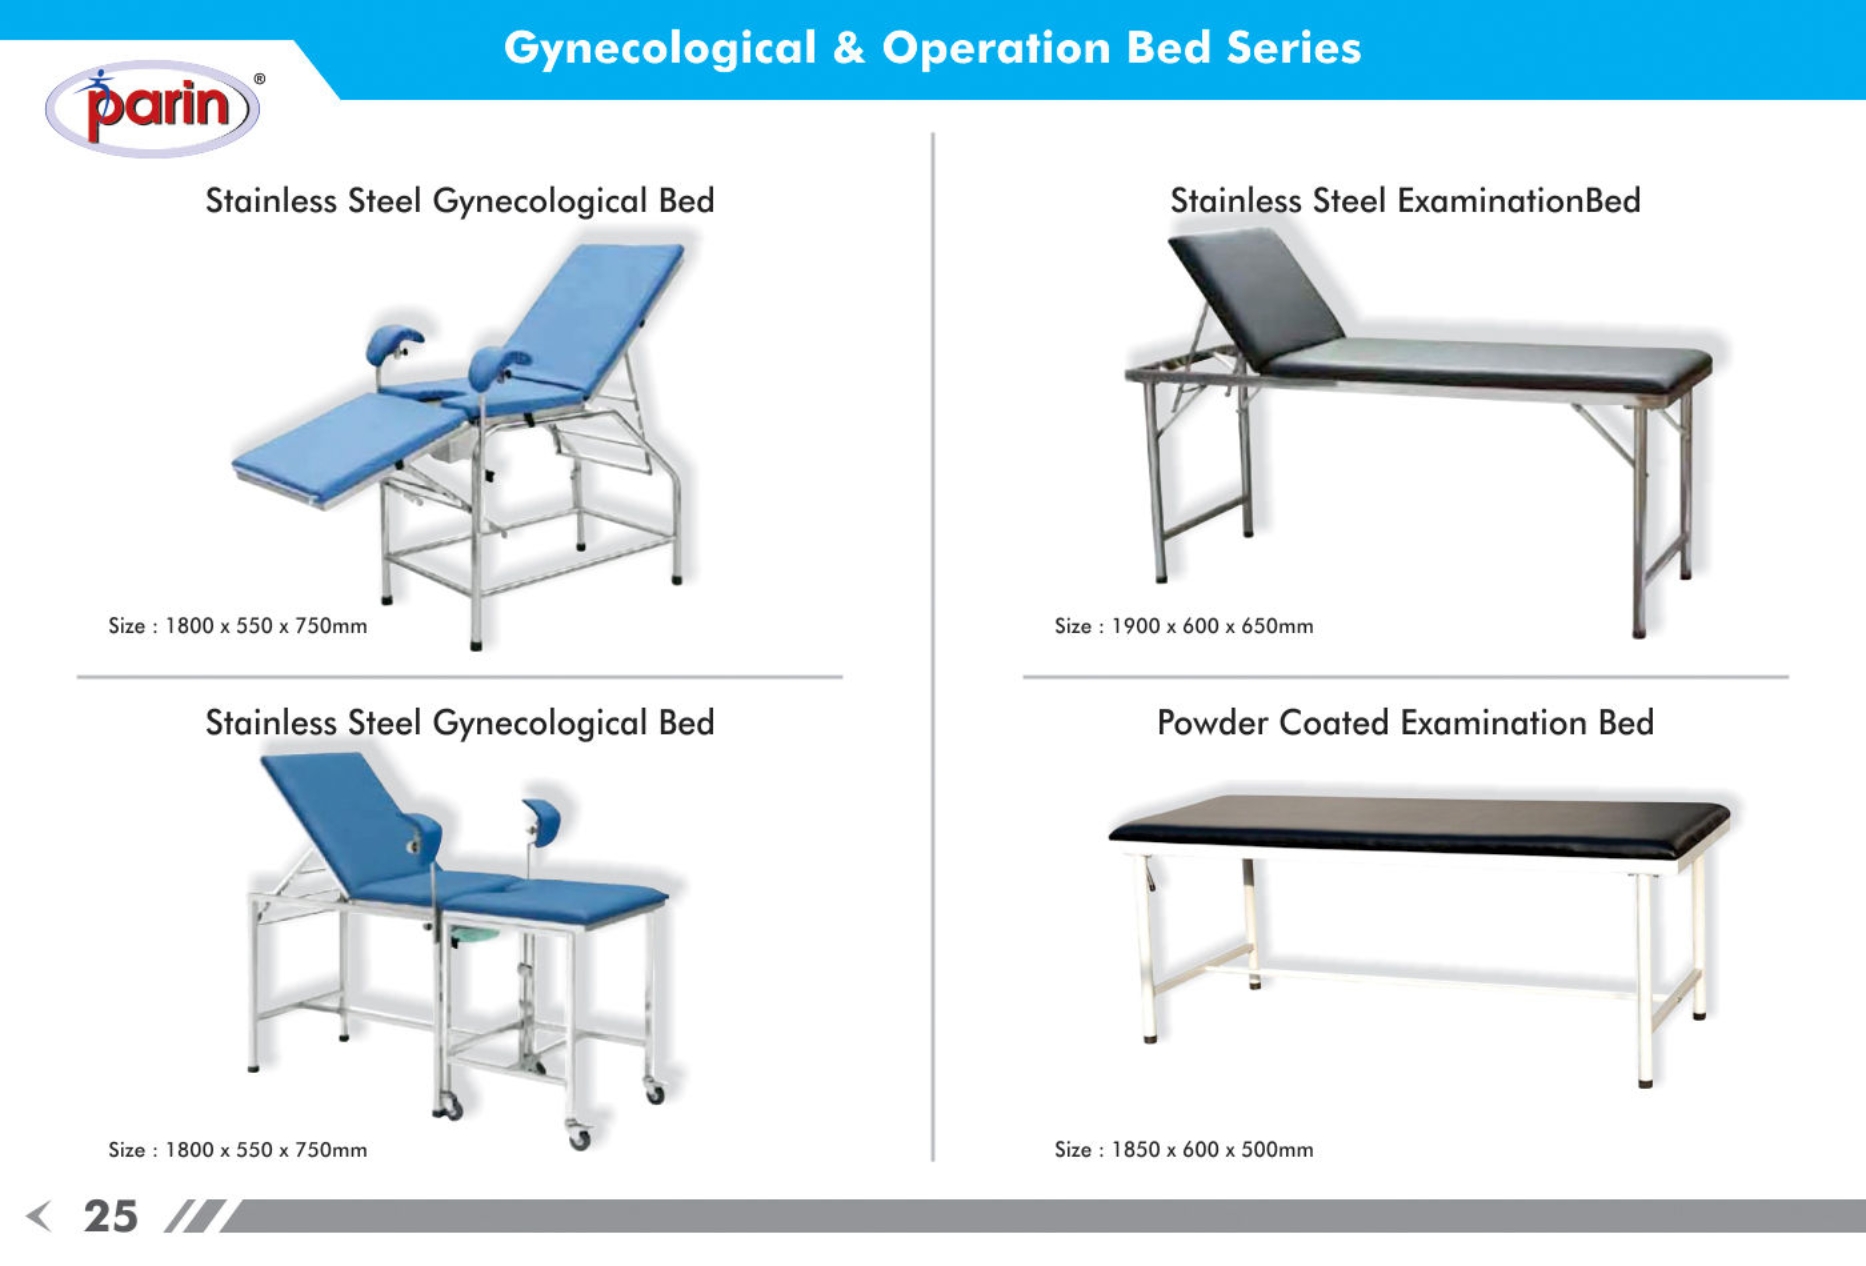 Gynecological & Operation Bed Series
parin®
Stainless Steel Gynecological Bed
Size : 1800 x 550 x 750mm
Stainless Steel ExaminationBed
Size : 1900 x 600 x 650mm
Stainless Steel Gynecological Bed
Size : 1800 x 550 x 750mm
Powder Coated Examination Bed
Size : 1850 x 600 x 500mm
25